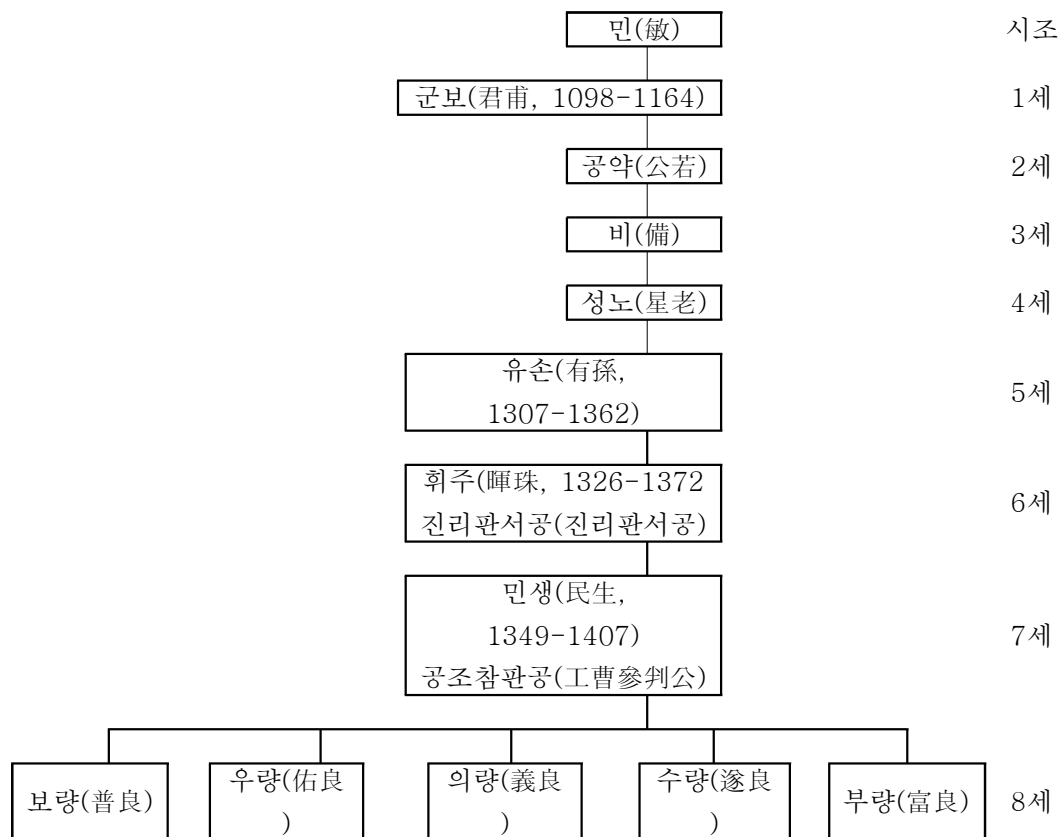 민(敏) 시조
군보(君甫, 1098-1164) 1세
공약(公若) 2세
비(備) 3세
성노(星老) 4세
유손(有孫,
1307-1362) 5세
휘주(暉珠, 1326-1372
진리판서공(진리판서공) 6세
민생(民生,
1349-1407)
공조참판공(工曹參判公) 7세
보량(普良)
우량(佑良
)
의량(義良
)
수량(遂良
)
부량(富良)
8세